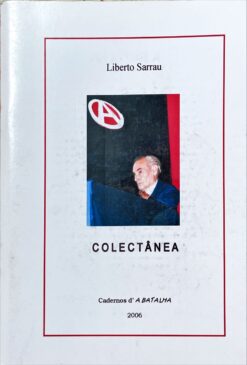 Liberto Sarrau
A
COLECTÂNEA
Cadernos d' A BATALHA
2006